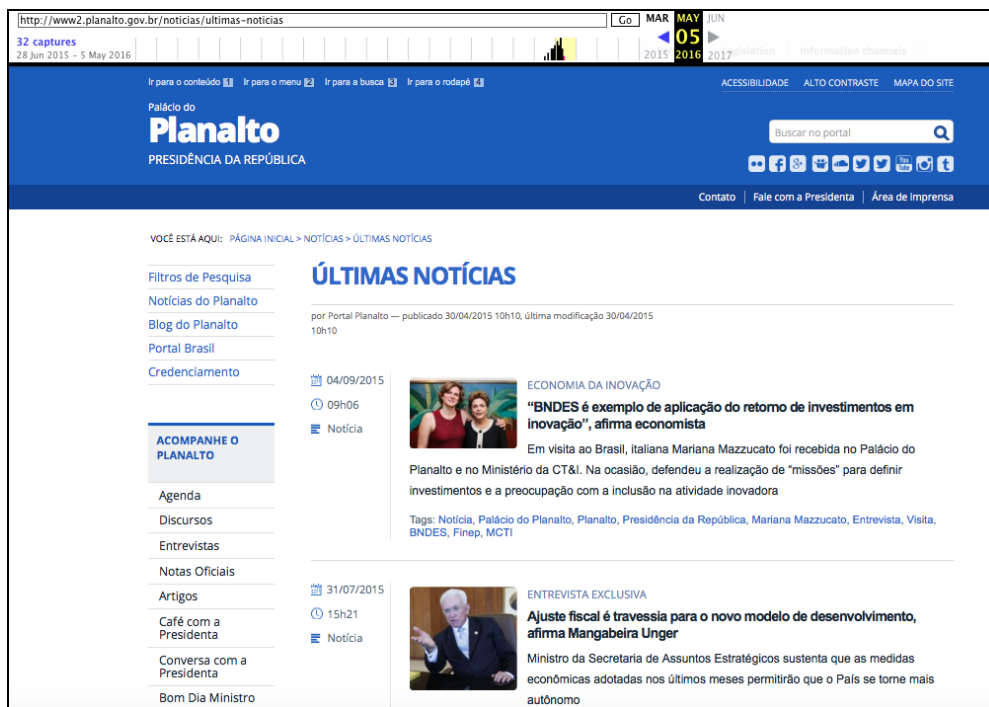 http://www2.planalto.gov.br/noticias/ultimas-noticias Go MAR MAY JUN
32 captures 05
28 Jun 2015 – 5 May 2016 2015 2016 2017 Information channels
Ir para o conteúdo 1 Ir para o menu 2 Ir para a busca 3 Ir para o rodapé 4 ACESSIBILIDADE ALTO CONTRASTE MAPA DO SITE
Palácio do
Planalto
PRESIDÊNCIA DA REPÚBLICA
Buscar no portal
You Tube
Contato Fale com a Presidenta Área de Imprensa
VOCÊ ESTÁ AQUI: PÁGINA INICIAL > NOTÍCIAS > ÚLTIMAS NOTÍCIAS
Filtros de Pesquisa
Notícias do Planalto
Blog do Planalto
Portal Brasil
Credenciamento
ACOMPANHE O
PLANALTO
Agenda
Discursos
Entrevistas
Notas Oficiais
Artigos
Café com a
Presidenta
Conversa com a
Presidenta
Bom Dia Ministro
ÚLTIMAS NOTÍCIAS
por Portal Planalto — publicado 30/04/2015 10h10, última modificação 30/04/2015
10h10
04/09/2015
09h06
Notícia
ECONOMIA DA INOVAÇÃO
“BNDES é exemplo de aplicação do retorno de investimentos em
inovação”, afirma economista
Em visita ao Brasil, italiana Mariana Mazzucato foi recebida no Palácio do
Planalto e no Ministério da CT&I. Na ocasião, defendeu a realização de “missões” para definir
investimentos e a preocupação com a inclusão na atividade inovadora
Tags: Notícia, Palácio do Planalto, Planalto, Presidência da República, Mariana Mazzucato, Entrevista, Visita,
BNDES, Finep, MCTI
31/07/2015
15h21
Notícia
ENTREVISTA EXCLUSIVA
Ajuste fiscal é travessia para o novo modelo de desenvolvimento,
afirma Mangabeira Unger
Ministro da Secretaria de Assuntos Estratégicos sustenta que as medidas
econômicas adotadas nos últimos meses permitirão que o País se torne mais
autônomo